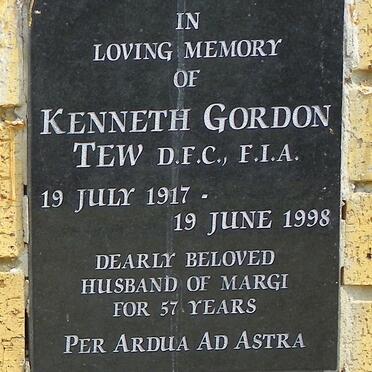 IN
LOVING MEMORY
OF
KENNETH GORDON
TEW D.F.C., F.I.A.
19 JULY 1917 -
19 JUNE 1998
DEARLY BELOVED
HUSBAND OF MARGI
FOR 57 YEARS
PER ARDUA AD ASTRA